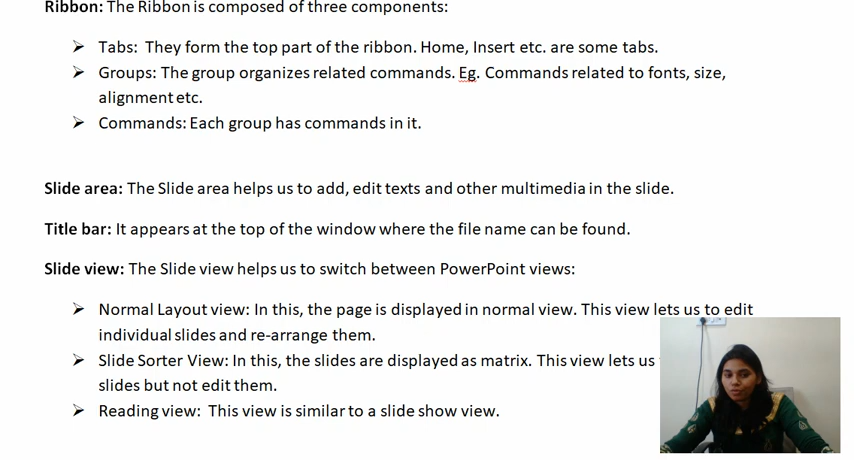 Ribbon: The Ribbon is composed of three components:
➢ Tabs: They form the top part of the ribbon. Home, Insert etc. are some tabs.
➢ Groups: The group organizes related commands. Eg. Commands related to fonts, size,
alignment etc.
➢ Commands: Each group has commands in it.
Slide area: The Slide area helps us to add, edit texts and other multimedia in the slide.
Title bar: It appears at the top of the window where the file name can be found.
Slide view: The Slide view helps us to switch between PowerPoint views:
➢ Normal Layout view: In this, the page is displayed in normal view. This view lets us to edit
individual slides and re-arrange them.
➢ Slide Sorter View: In this, the slides are displayed as matrix. This view lets us
slides but not edit them.
➢ Reading view: This view is similar to a slide show view.